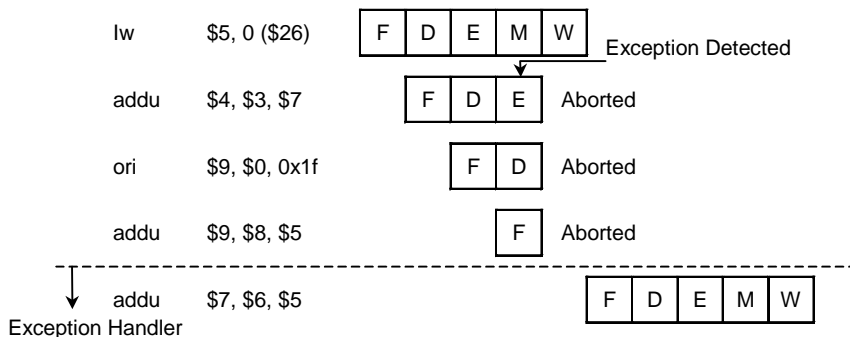 lw $5, 0 ($26) F D E M W
Exception Detected
addu $4, $3, $7 F D E Aborted
ori $9, $0, 0x1f F D Aborted
addu $9, $8, $5 F Aborted
addu $7, $6, $5 F D E M W
Exception Handler